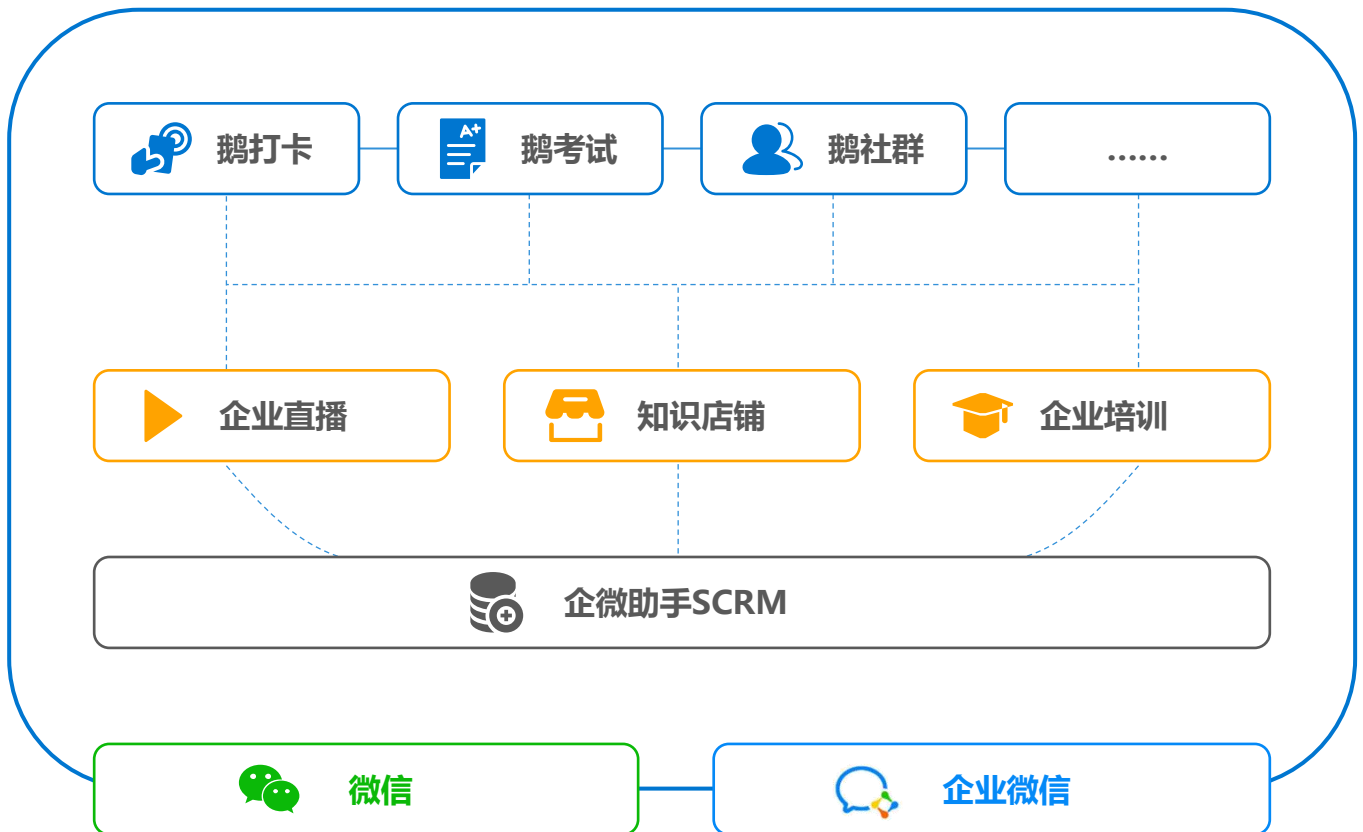 A+
鹅打卡
鹅考试
鹅社群
......
企业直播
知识店铺
企业培训
企微助手SCRM
微信
企业微信